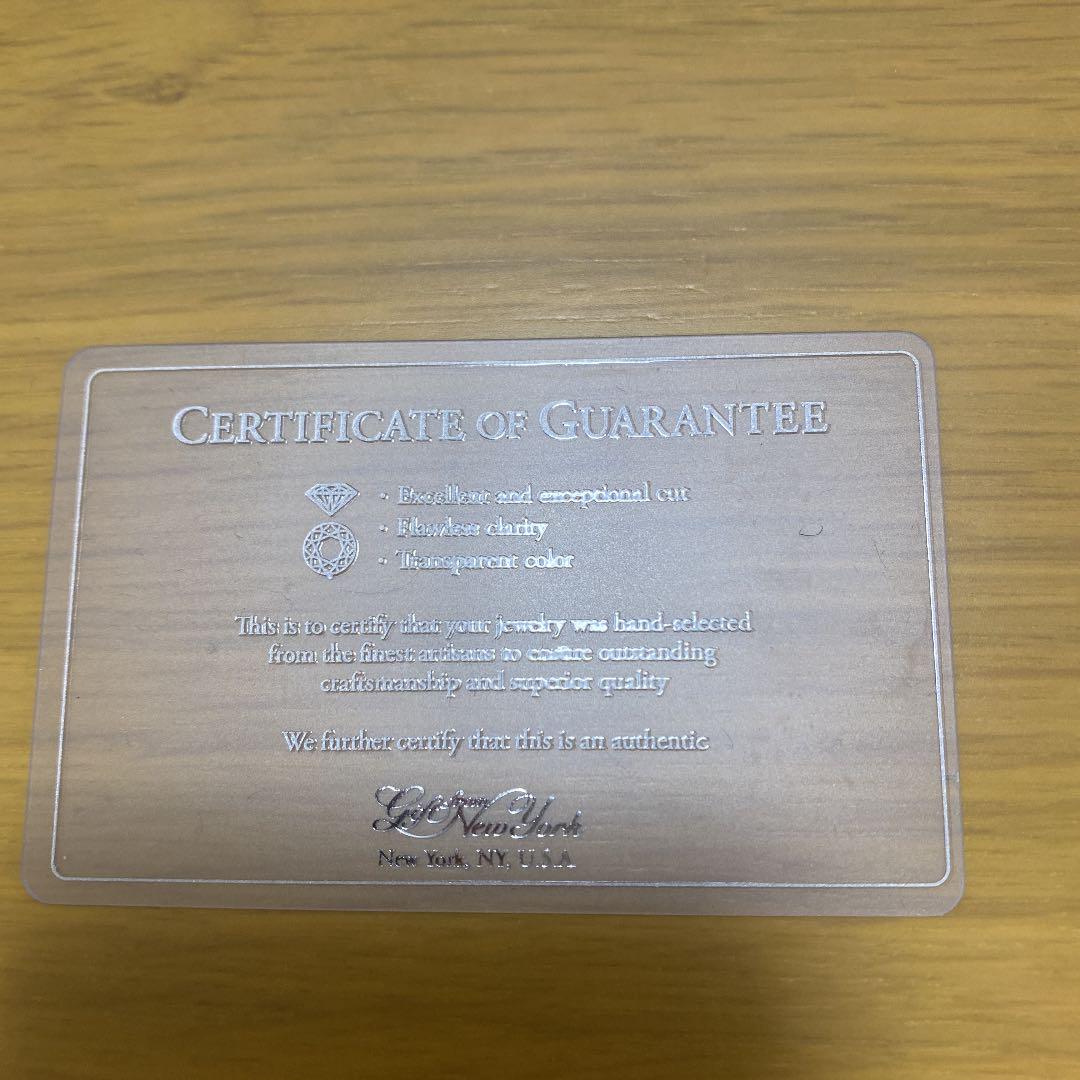 CERTIFICATE OF GUARANTEE
· Excellent and exceptional cut
· Flawless clarity
· Transparent color
This is to certify that your jewelry was hand-selected
from the finest artisans to ensure outstanding
craftsmanship and superior quality
We further certify that this is an authentic
Gift from New York
New York, NY, U.S.A.